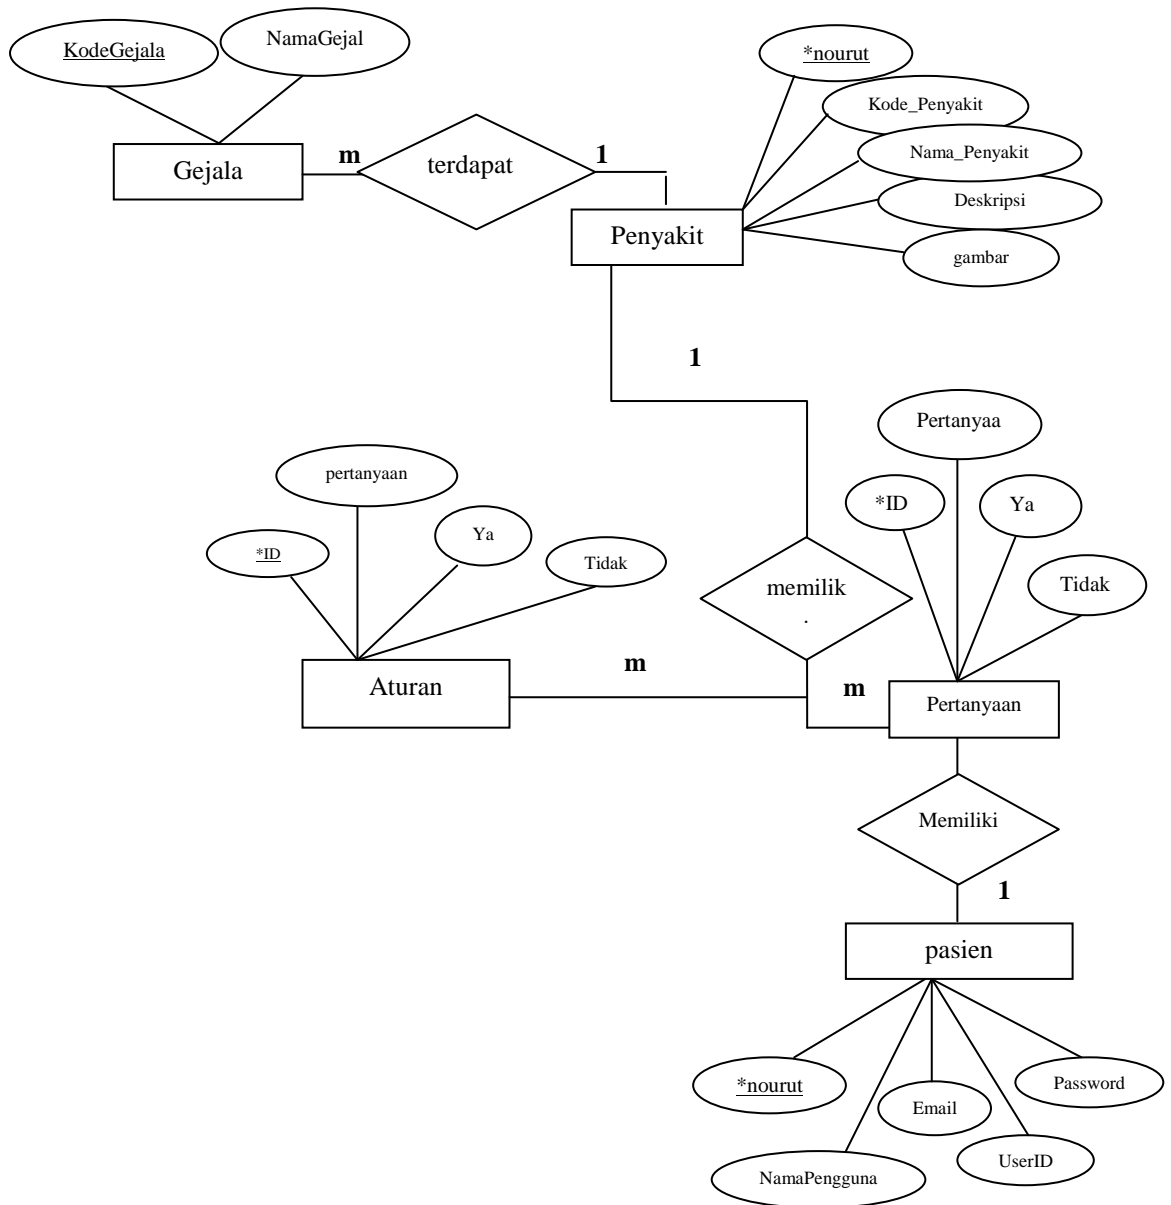 KodeGejala
NamaGejal
*nourut
Kode_Penyakit
Nama_Penyakit
Deskripsi
gambar
Gejala
m
terdapat
1
Penyakit
1
Pertanyaa
pertanyaan
*ID
Ya
Ya
*ID
Tidak
Tidak
memilik
.
Aturan
m
m
Pertanyaan
Memiliki
1
pasien
*nourut
Email
Password
NamaPengguna
UserID